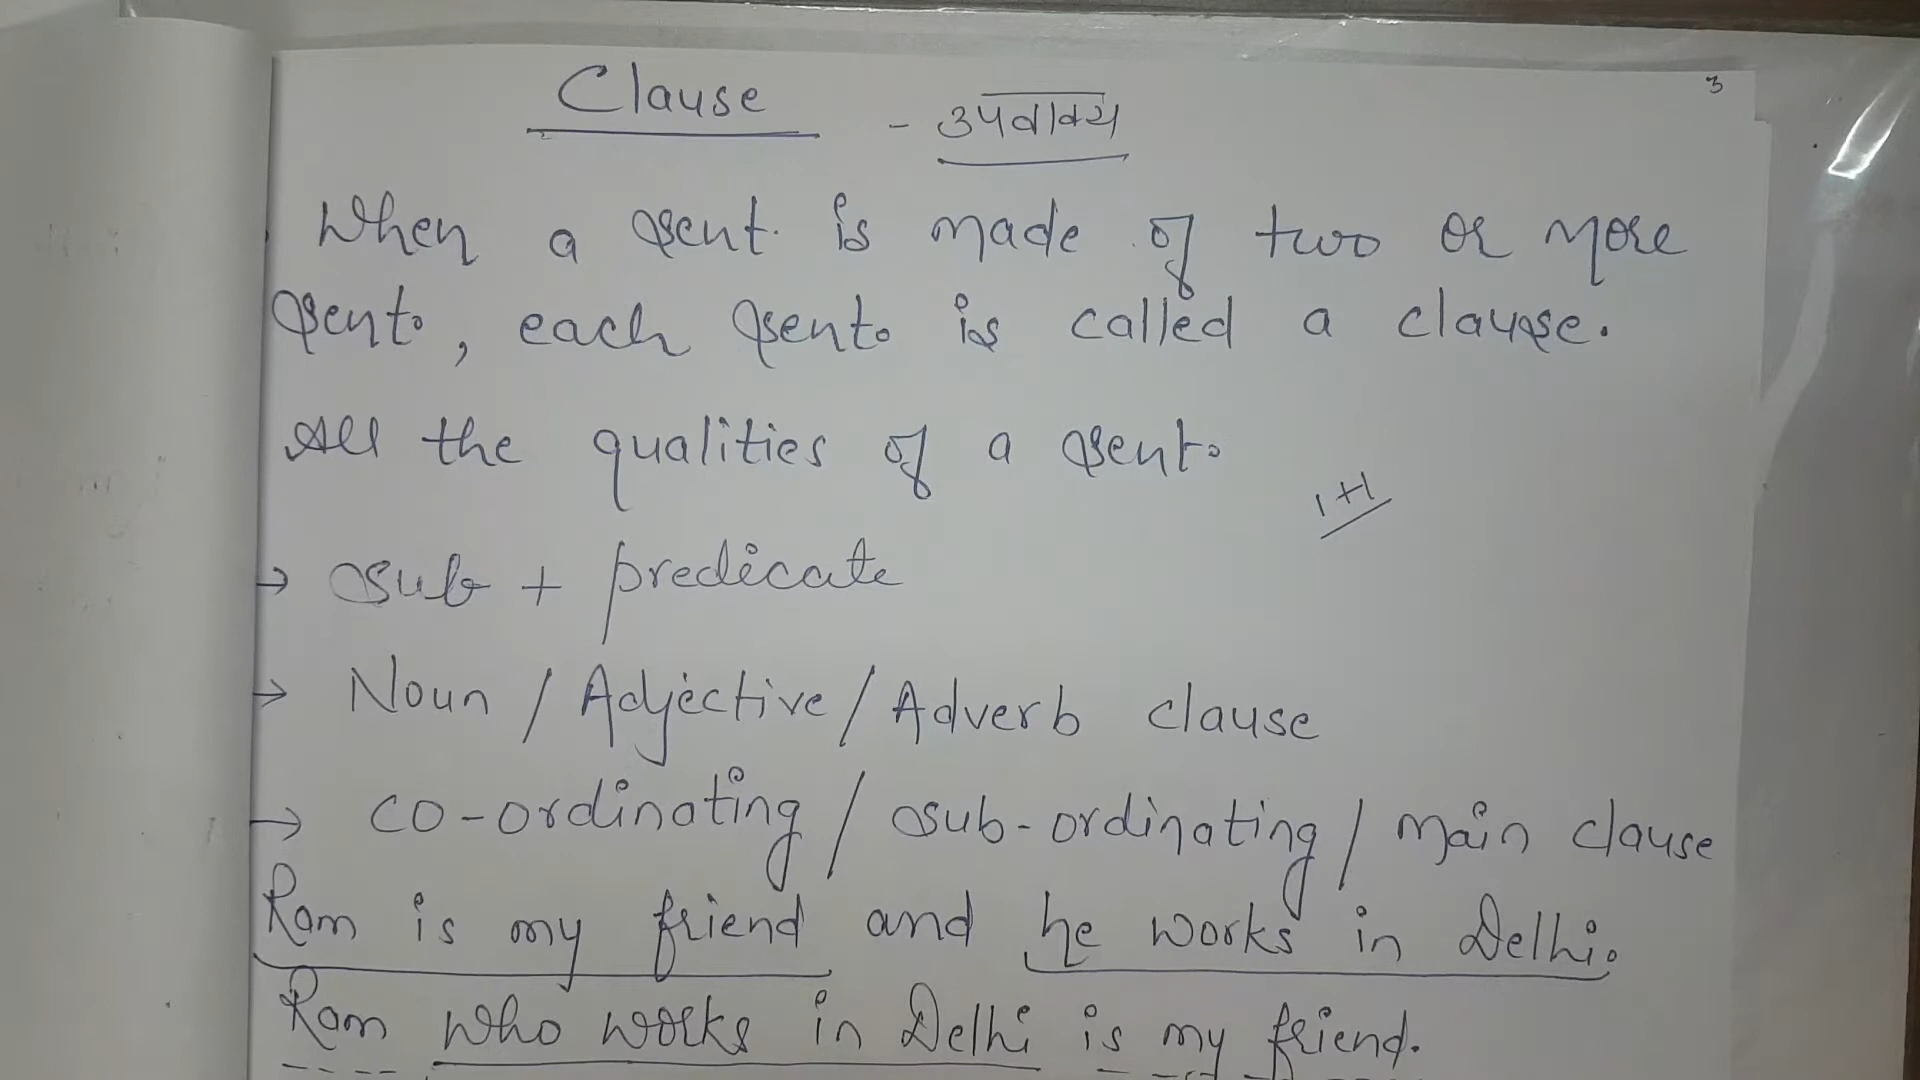 3
Clause - उपवाक्य
When a sent. is made of two or more
sent., each sent. is called a clause.
All the qualities of a sent.
1+1
→ sub + predicate
→ Noun / Adjective / Adverb clause
→ co-ordinating / sub-ordinating / main clause
Ram is my friend and he works in Delhi.
Ram who works in Delhi is my friend.